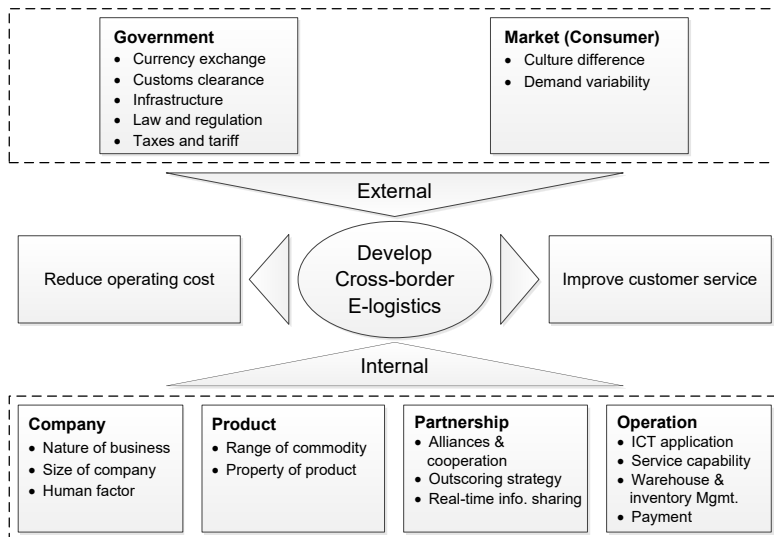 Government
• Currency exchange
• Customs clearance
• Infrastructure
• Law and regulation
• Taxes and tariff
Market (Consumer)
• Culture difference
• Demand variability
External
Reduce operating cost
Develop
Cross-border
E-logistics
Improve customer service
Internal
Company
• Nature of business
• Size of company
• Human factor
Product
• Range of commodity
• Property of product
Partnership
• Alliances &
cooperation
• Outscoring strategy
• Real-time info. sharing
Operation
• ICT application
• Service capability
• Warehouse &
inventory Mgmt.
• Payment